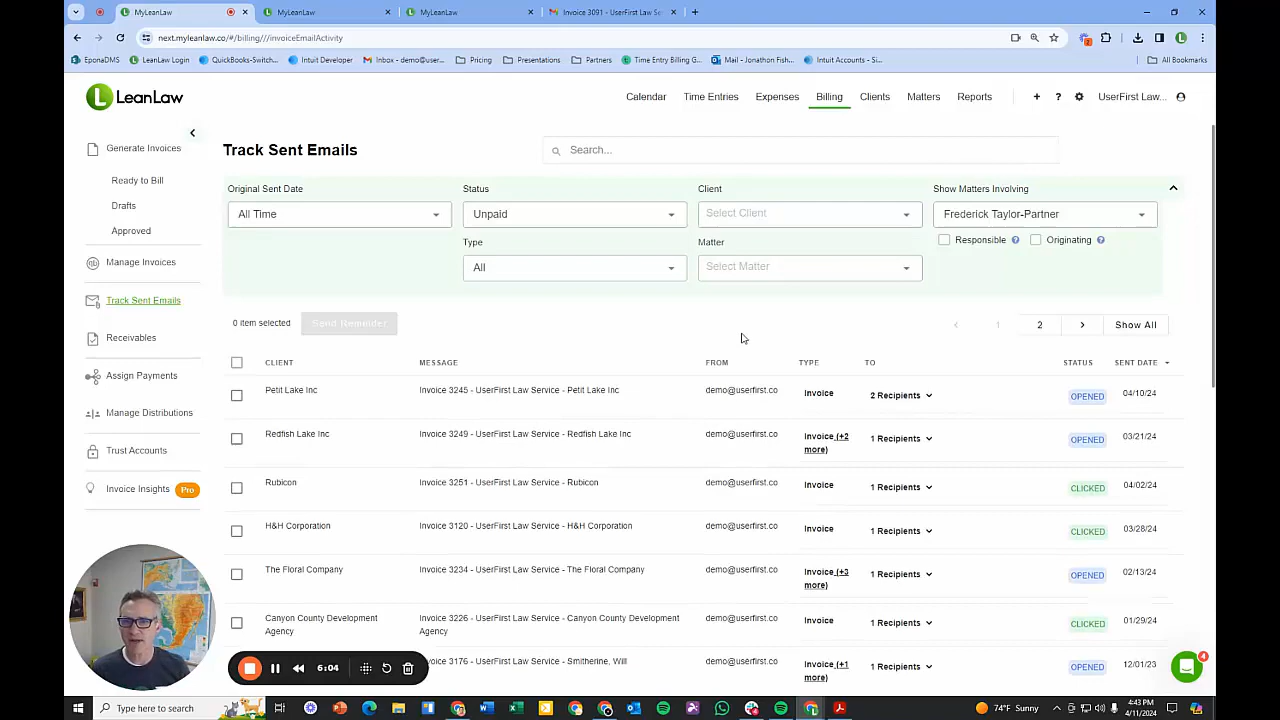 MyLeanLaw
MyLeanLaw
MyLeanLaw
Invoice 3091 - UserFirst Law Se
next.myleanlaw.co/#/billing///invoiceEmailActivity
EponaDMS
LeanLaw Login
QuickBooks-Switch...
Intuit Developer
Inbox - demo@user...
Pricing
Presentations
Partners
Time Entry Billing G...
Mail - Jonathon Fish...
Intuit Accounts - Si...
All Bookmarks
LeanLaw
Calendar
Time Entries
Expenses
Billing
Clients
Matters
Reports
+
?
UserFirst Law...
Generate Invoices
Ready to Bill
Drafts
Approved
Manage Invoices
Track Sent Emails
Receivables
Assign Payments
Manage Distributions
Trust Accounts
Invoice Insights Pro
Track Sent Emails
Search...
Original Sent Date
Status
Client
Show Matters Involving
All Time
Unpaid
Select Client
Frederick Taylor-Partner
Type
Matter
Responsible ?
Originating ?
All
Select Matter
0 item selected
Send Reminder
1
2
Show All
CLIENT MESSAGE FROM TYPE TO STATUS SENT DATE
Petit Lake Inc Invoice 3245 - UserFirst Law Service - Petit Lake Inc demo@userfirst.co Invoice 2 Recipients OPENED 04/10/24
Redfish Lake Inc Invoice 3249 - UserFirst Law Service - Redfish Lake Inc demo@userfirst.co Invoice (+2 1 Recipients OPENED 03/21/24
more)
Rubicon Invoice 3251 - UserFirst Law Service - Rubicon demo@userfirst.co Invoice 1 Recipients CLICKED 04/02/24
H&H Corporation Invoice 3120 - UserFirst Law Service - H&H Corporation demo@userfirst.co Invoice 1 Recipients CLICKED 03/28/24
The Floral Company Invoice 3234 - UserFirst Law Service - The Floral Company demo@userfirst.co Invoice (+3 1 Recipients OPENED 02/13/24
more)
Canyon County Development Invoice 3226 - UserFirst Law Service - Canyon County Development demo@userfirst.co Invoice 1 Recipients CLICKED 01/29/24
Agency Agency
Invoice 3176 - UserFirst Law Service - Smitherine, Will demo@userfirst.co Invoice (+1 1 Recipients OPENED 12/01/23
more)
6:04
4
Type here to search
74°F Sunny
4:43 PM
4/11/2024